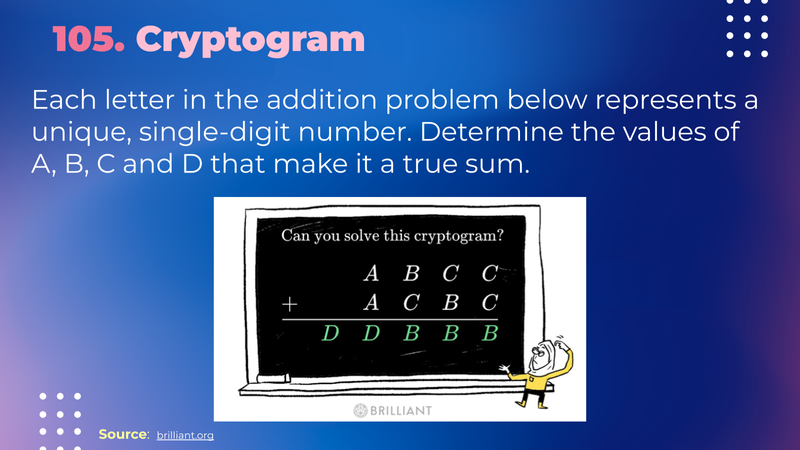 105. Cryptogram
Each letter in the addition problem below represents a
unique, single-digit number. Determine the values of
A, B, C and D that make it a true sum.
Can you solve this cryptogram?
A B C C
+ A C B C
D D B B B
BRILLIANT
Source: brilliant.org